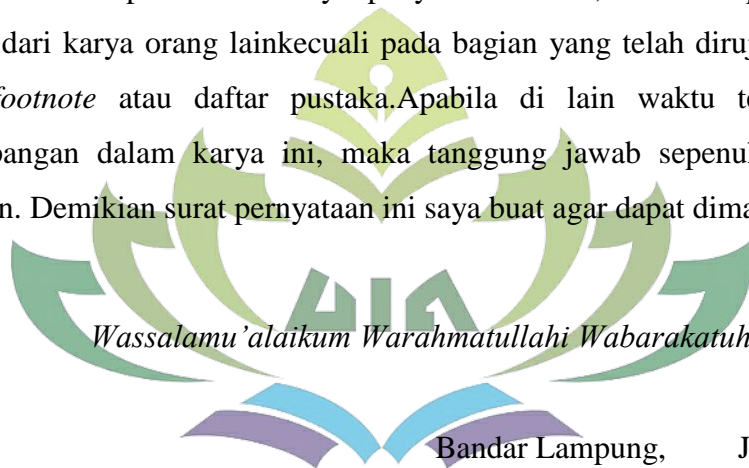 dari karya orang lainkecuali pada bagian yang telah diruj
footnote atau daftar pustaka.Apabila di lain waktu te
pangan dalam karya ini, maka tanggung jawab sepenuh
n. Demikian surat pernyataan ini saya buat agar dapat dima
UIN
Wassalamu’alaikum Warahmatullahi Wabarakatuh
Bandar Lampung, J